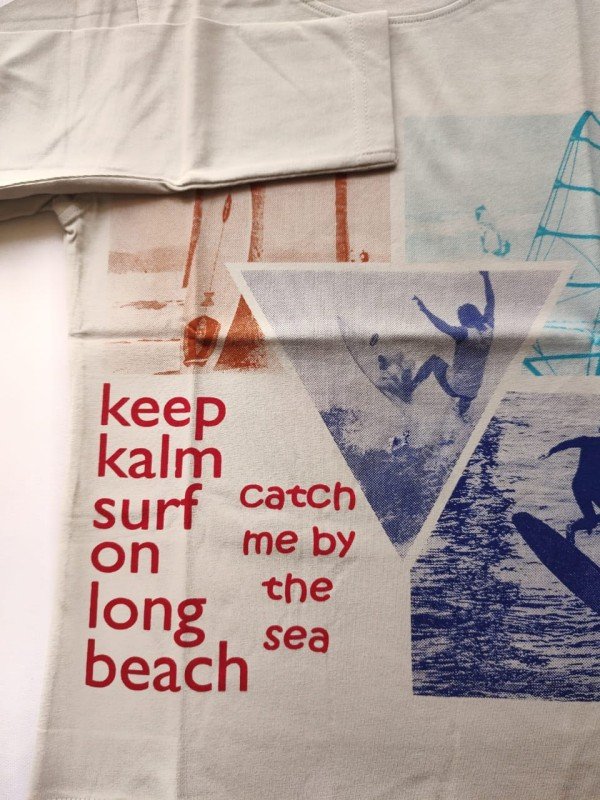 keep
kalm
surf
on
long
beach
catch
me by
the
sea